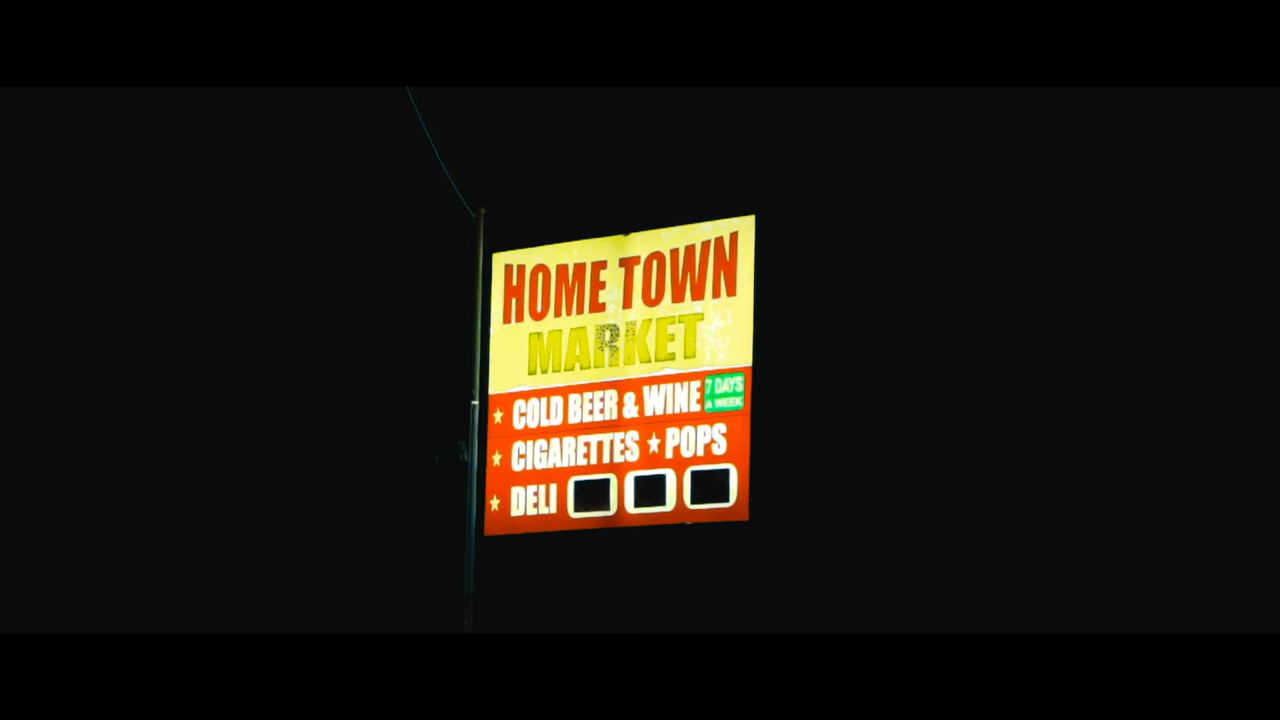 HOME TOWN
MARKET
★ COLD BEER & WINE 7 DAYS A WEEK
★ CIGARETTES ★ POPS
★ DELI